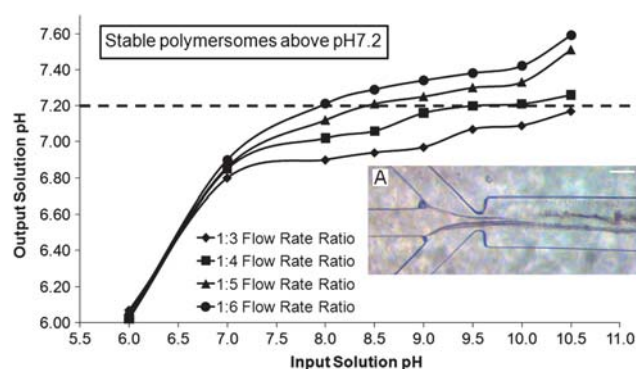 Stable polymersomes above pH7.2
Output Solution pH
7.60
7.40
7.20
7.00
6.80
6.60
6.40
6.20
6.00
A
1:3 Flow Rate Ratio
1:4 Flow Rate Ratio
1:5 Flow Rate Ratio
1:6 Flow Rate Ratio
5.5 6.0 6.5 7.0 7.5 8.0 8.5 9.0 9.5 10.0 10.5 11.0
Input Solution pH